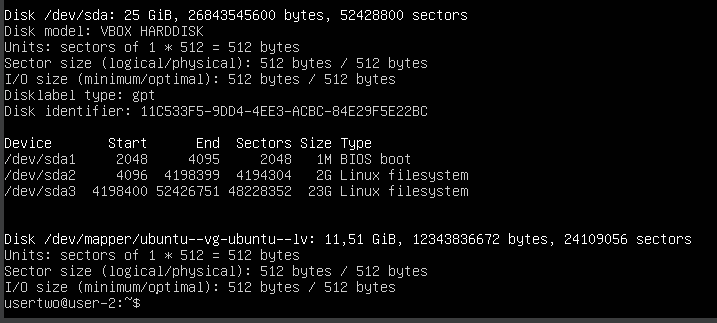 Disk /dev/sda: 25 GiB, 26843545600 bytes, 52428800 sectors
Disk model: VBOX HARDDISK
Units: sectors of 1 * 512 = 512 bytes
Sector size (logical/physical): 512 bytes / 512 bytes
I/O size (minimum/optimal): 512 bytes / 512 bytes
Disklabel type: gpt
Disk identifier: 11C533F5-9DD4-4EE3-ACBC-84E29F5E22BC
Device Start End Sectors Size Type
/dev/sda1 2048 4095 2048 1M BIOS boot
/dev/sda2 4096 4198399 4194304 2G Linux filesystem
/dev/sda3 4198400 52426751 48228352 23G Linux filesystem
Disk /dev/mapper/ubuntu--vg-ubuntu--lv: 11,51 GiB, 12343836672 bytes, 24109056 sectors
Units: sectors of 1 * 512 = 512 bytes
Sector size (logical/physical): 512 bytes / 512 bytes
I/O size (minimum/optimal): 512 bytes / 512 bytes
usertwo@user-2:~$